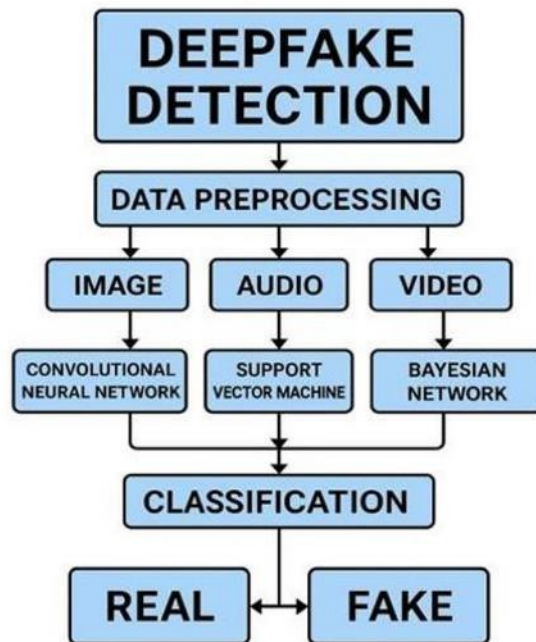 DEEPFAKE
DETECTION
DATA PREPROCESSING
IMAGE
AUDIO
VIDEO
CONVOLUTIONAL
NEURAL NETWORK
SUPPORT
VECTOR MACHINE
BAYESIAN
NETWORK
CLASSIFICATION
REAL
FAKE